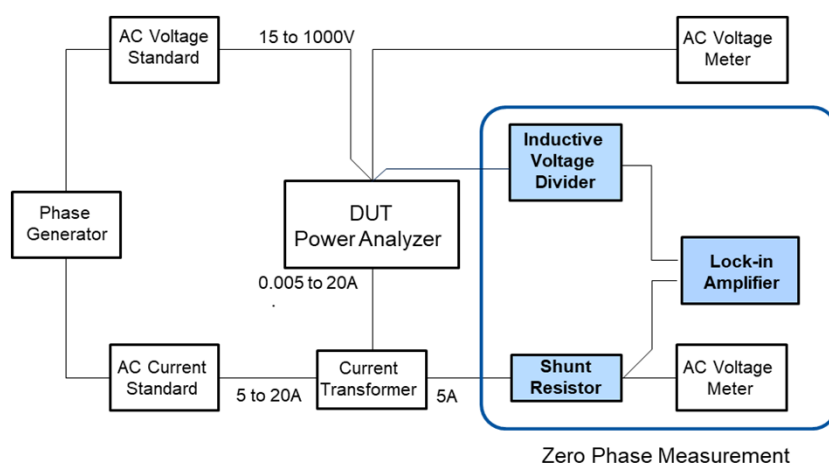 AC Voltage
Standard
15 to 1000V
AC Voltage
Meter
Inductive
Voltage
Divider
Phase
Generator
DUT
Power Analyzer
Lock-in
Amplifier
0.005 to 20A
AC Current
Standard
5 to 20A
Current
Transformer
5A
Shunt
Resistor
AC Voltage
Meter
Zero Phase Measurement